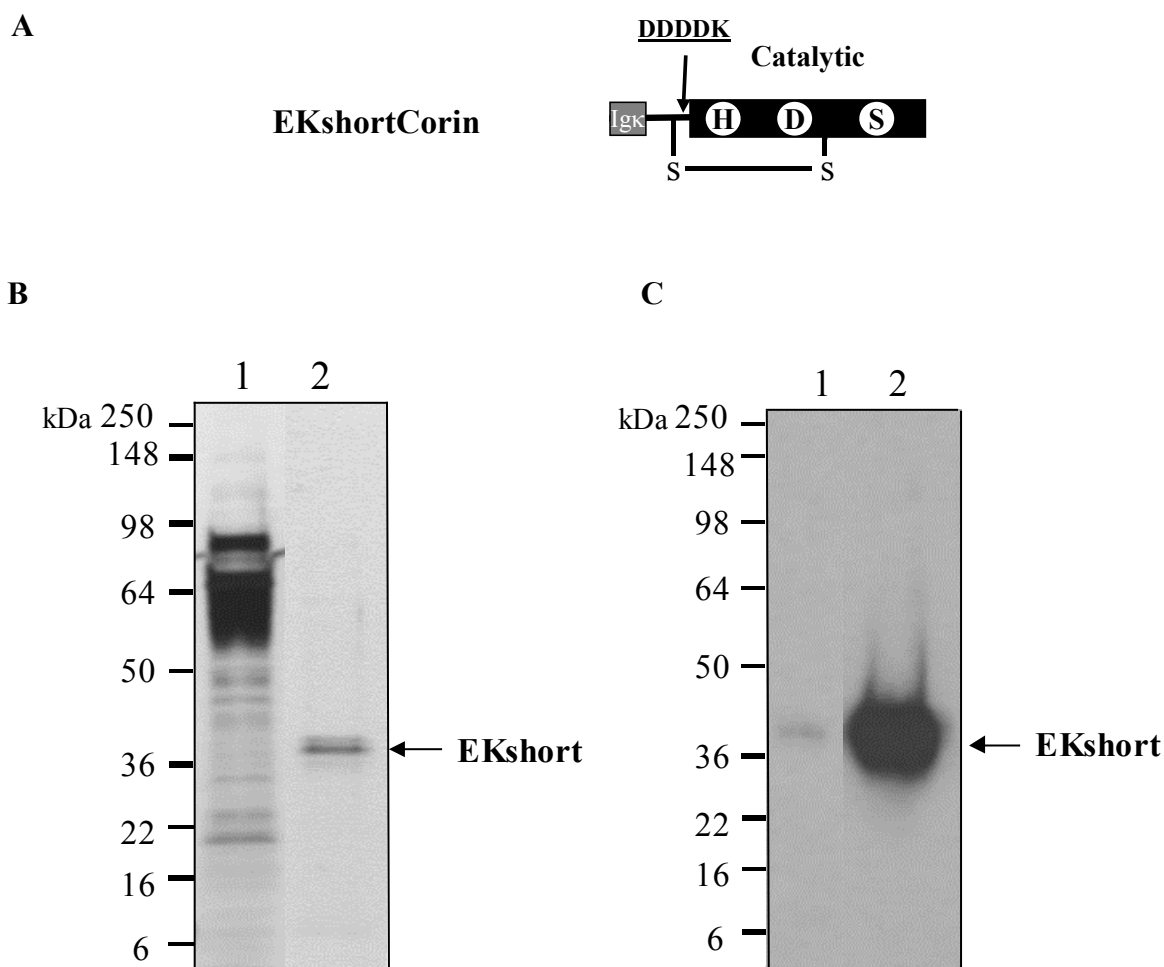 A
DDDDK
Catalytic
EKshortCorin
Igκ
H D S
S S
B
1 2
kDa 250
148
98
64
50
36
22
16
6
EKshort
C
1 2
kDa 250
148
98
64
50
36
22
16
6
EKshort